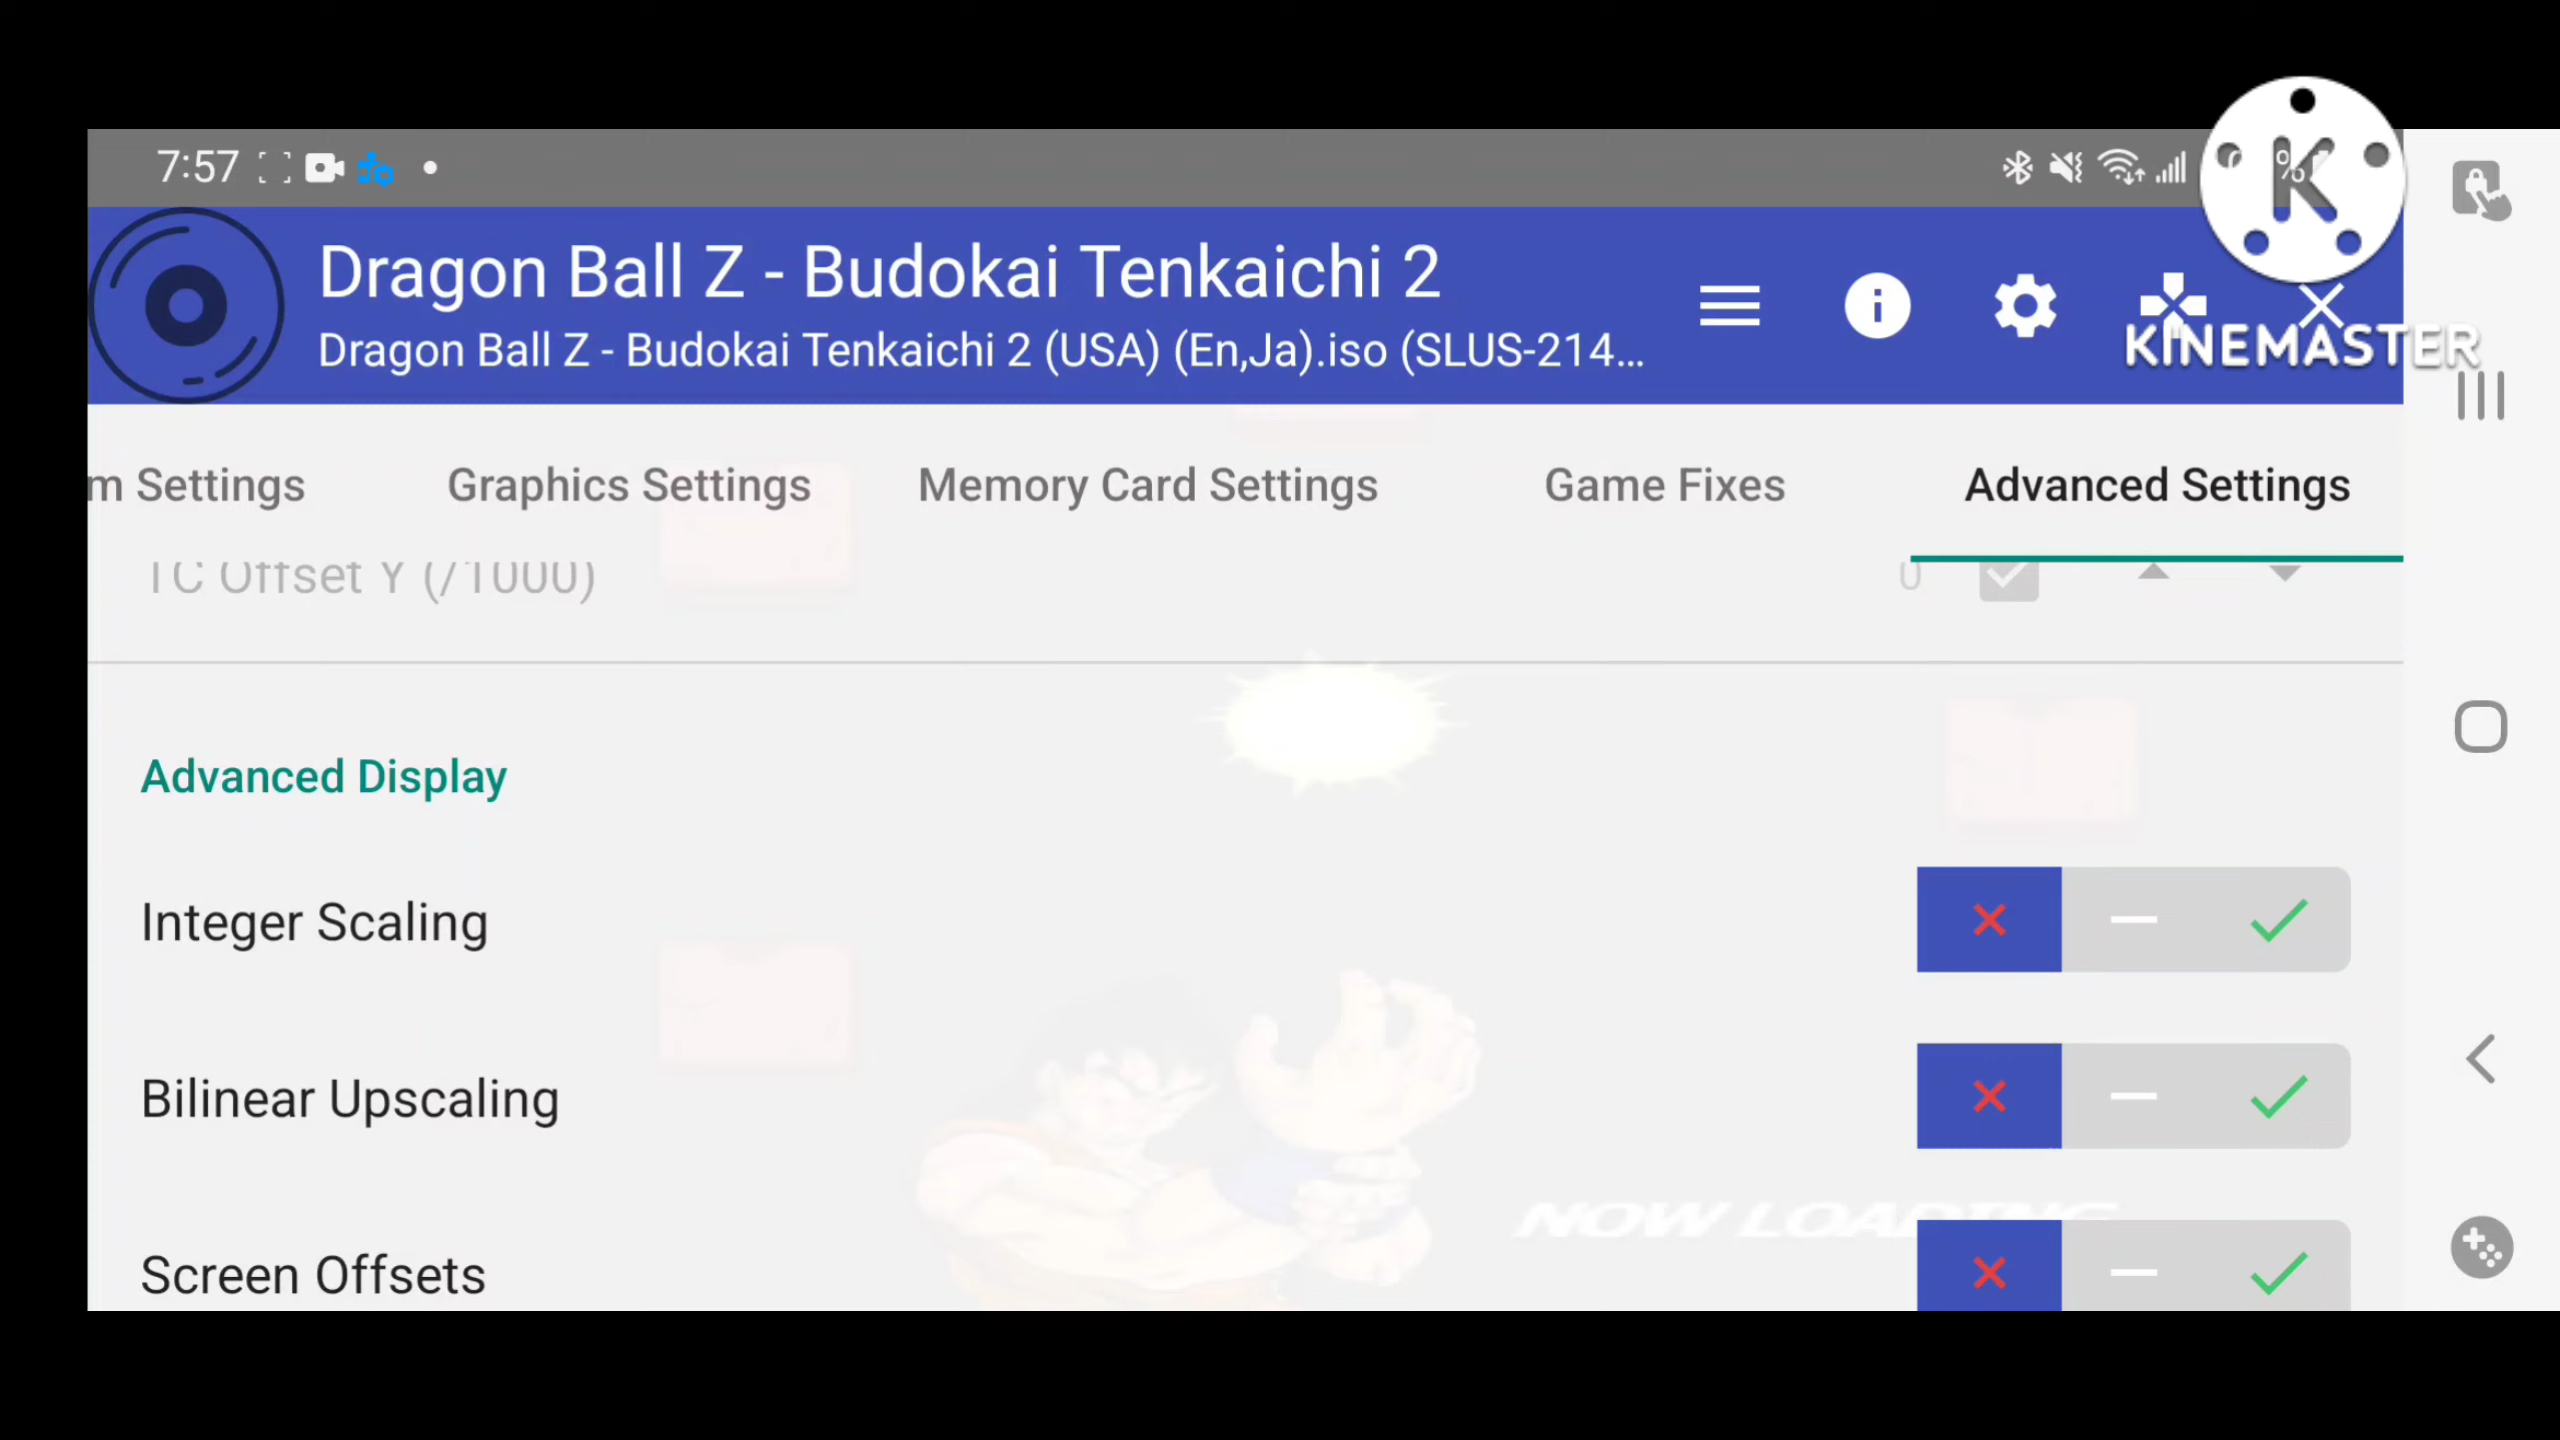 7:57
%
K
Dragon Ball Z - Budokai Tenkaichi 2
Dragon Ball Z - Budokai Tenkaichi 2 (USA) (En,Ja).iso (SLUS-214...
KINEMASTER
m Settings
Graphics Settings
Memory Card Settings
Game Fixes
Advanced Settings
TC Offset Y (/1000)
0
Advanced Display
Integer Scaling
Bilinear Upscaling
NOW LOADING
Screen Offsets